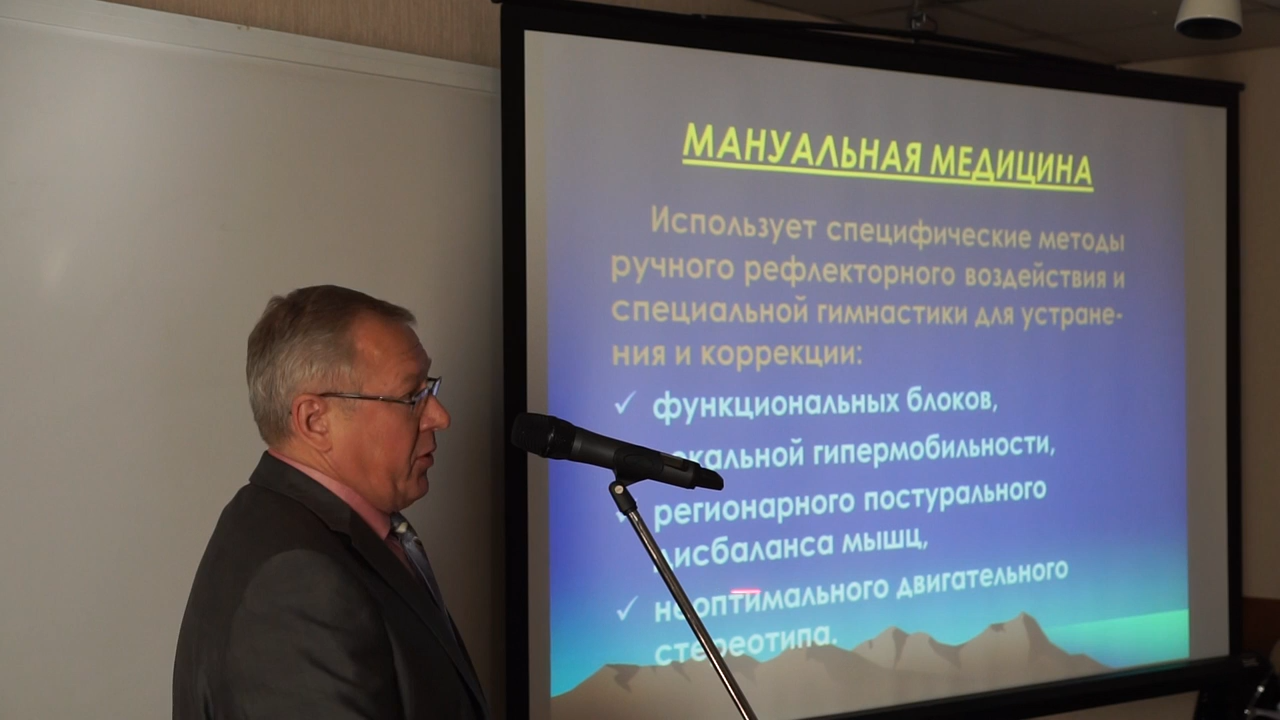 МАНУАЛЬНАЯ МЕДИЦИНА
Использует специфические методы
ручного рефлекторного воздействия и
специальной гимнастики для устране-
ния и коррекции:
✓ функциональных блоков,
гипермобильности,
регионарного постурального
дисбаланса мышц,
✓ неоптимального двигательного
стереотипа.